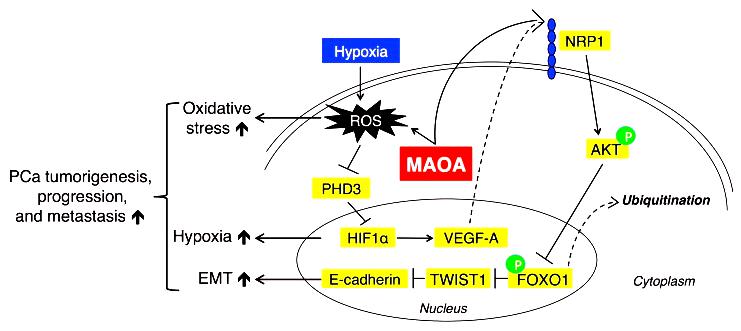 NRP1
Hypoxia
Oxidative
stress
ROS
P
AKT
MAOA
PCa tumorigenesis,
progression,
and metastasis
PHD3
Ubiquitination
Hypoxia
HIF1α
VEGF-A
P
EMT
E-cadherin
TWIST1
FOXO1
Cytoplasm
Nucleus